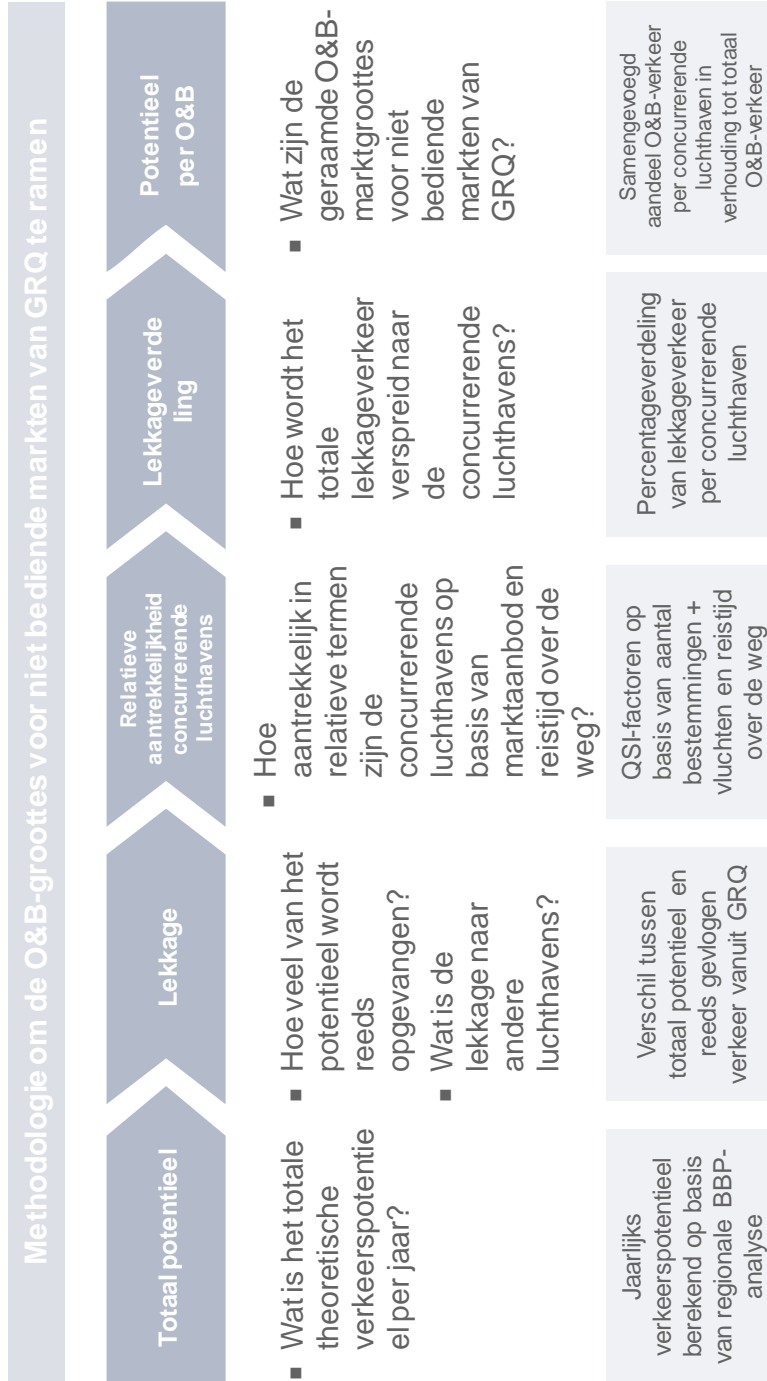 Methodologie om de O&B-groottes voor niet bediende markten van GRQ te ramen
Totaal potentieel
Lekkage
Relatieve
aantrekkelijkheid
concurrerende
luchthavens
Lekkageverde
ling
Potentieel
per O&B
▪ Wat is het totale
theoretische
verkeerspotentie
el per jaar?
▪ Hoe veel van het
potentieel wordt
reeds
opgevangen?
▪ Wat is de
lekkage naar
andere
luchthavens?
▪ Hoe
aantrekkelijk in
relatieve termen
zijn de
concurrerende
luchthavens op
basis van
marktaanbod en
reistijd over de
weg?
▪ Hoe wordt het
totale
lekkageverkeer
verspreid naar
de
concurrerende
luchthavens?
▪ Wat zijn de
geraamde O&B-
marktgroottes
voor niet
bediende
markten van
GRQ?
Jaarlijks
verkeerspotentieel
berekend op basis
van regionale BBP-
analyse
Verschil tussen
totaal potentieel en
reeds gevlogen
verkeer vanuit GRQ
QSI-factoren op
basis van aantal
bestemmingen +
vluchten en reistijd
over de weg
Percentageverdeling
van lekkageverkeer
per concurrerende
luchthaven
Samengevoegd
aandeel O&B-verkeer
per concurrerende
luchthaven in
verhouding tot totaal
O&B-verkeer